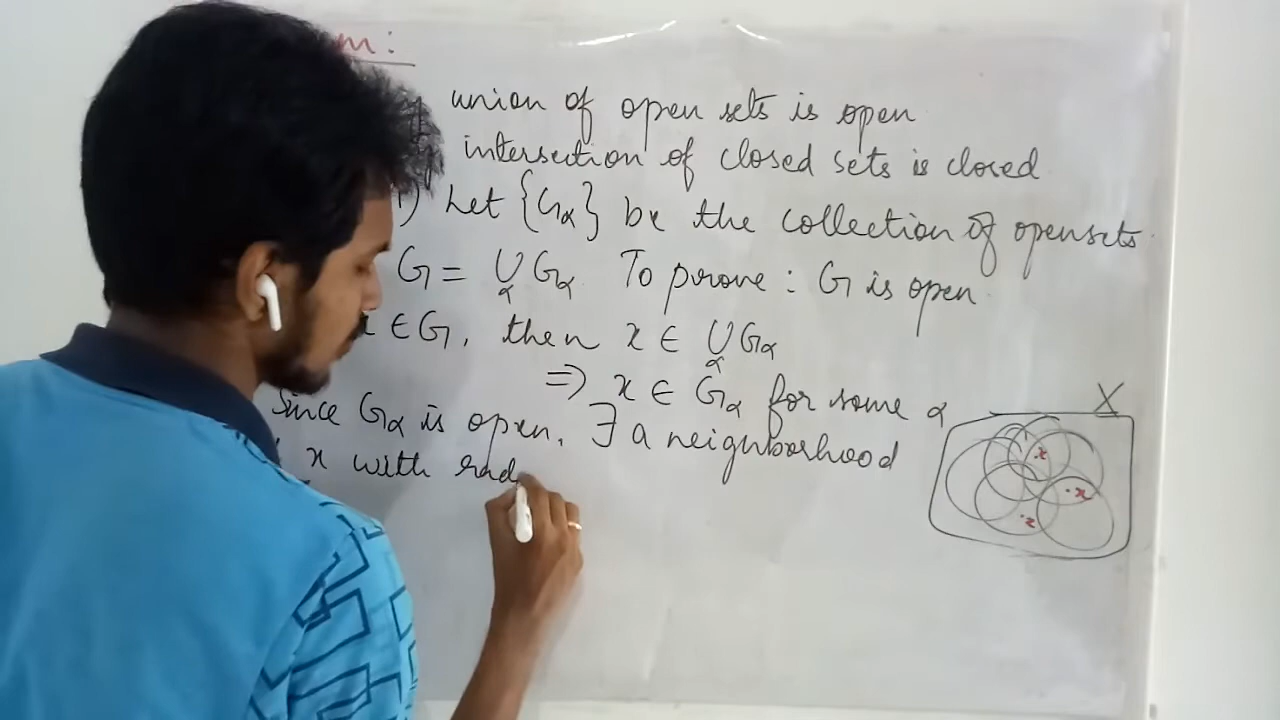 m:
union of open sets is open
intersection of closed sets is closed
1) Let {Gα} be the collection of opensets
G = ∪α Gα To prove : G is open
x ∈ G, then x ∈ ∪α Gα
=> x ∈ Gα for some α
Since Gα is open, ∃ a neighborhood
x with rad
X
x
x
x